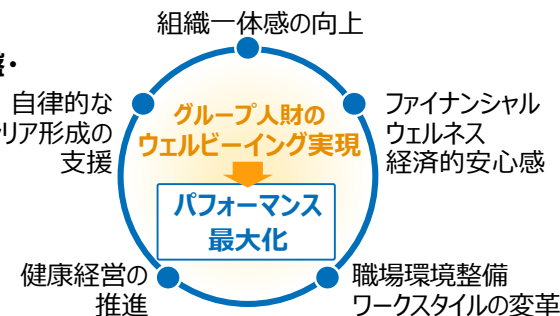 組織一体感の向上
・
自律的な
リア形成の
支援
ファイナンシャル
ウェルネス
経済的安心感
グループ人財の
ウェルビーイング実現
パフォーマンス
最大化
健康経営の
推進
職場環境整備
ワークスタイルの変革